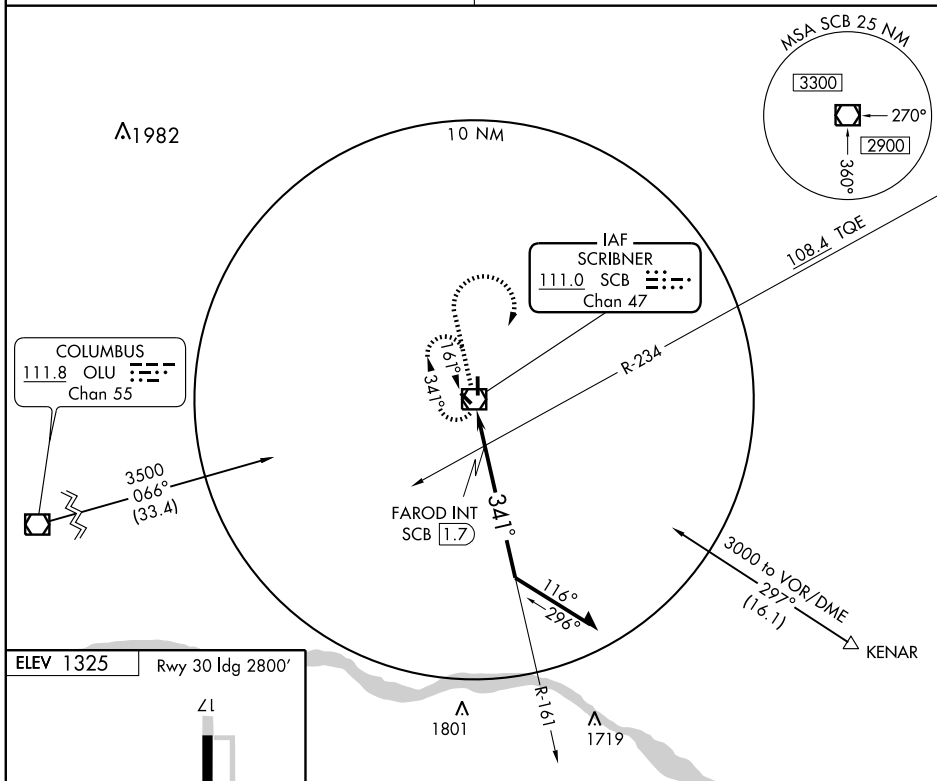 MSA SCB 25 NM
3300
270°
2900
360°
1982
10 NM
108.4 TQE
IAF
SCRIBNER
111.0 SCB
Chan 47
R-234
COLUMBUS
111.8 OLU
Chan 55
161°
341°
3500
066°
(33.4)
FAROD INT
SCB 1.7
341°
116°
296°
3000 to VOR/DME
297°
(16.1)
KENAR
R-161
1801
1719
ELEV 1325
Rwy 30 ldg 2800'
17